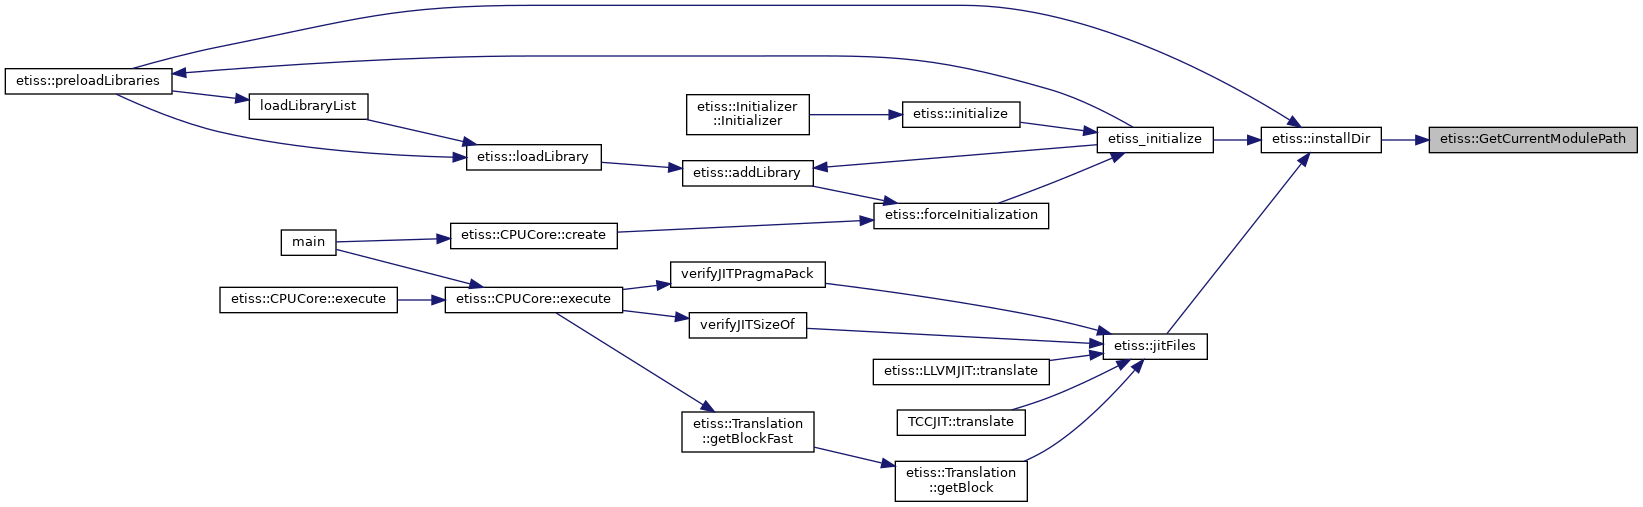 etiss::preloadLibraries
loadLibraryList
etiss::Initializer
::Initializer
etiss::initialize
etiss_initialize
etiss::installDir
etiss::GetCurrentModulePath
etiss::loadLibrary
etiss::addLibrary
etiss::forceInitialization
main
etiss::CPUCore::create
etiss::CPUCore::execute
etiss::CPUCore::execute
verifyJITPragmaPack
verifyJITSizeOf
etiss::jitFiles
etiss::LLVMJIT::translate
TCCJIT::translate
etiss::Translation
::getBlockFast
etiss::Translation
::getBlock